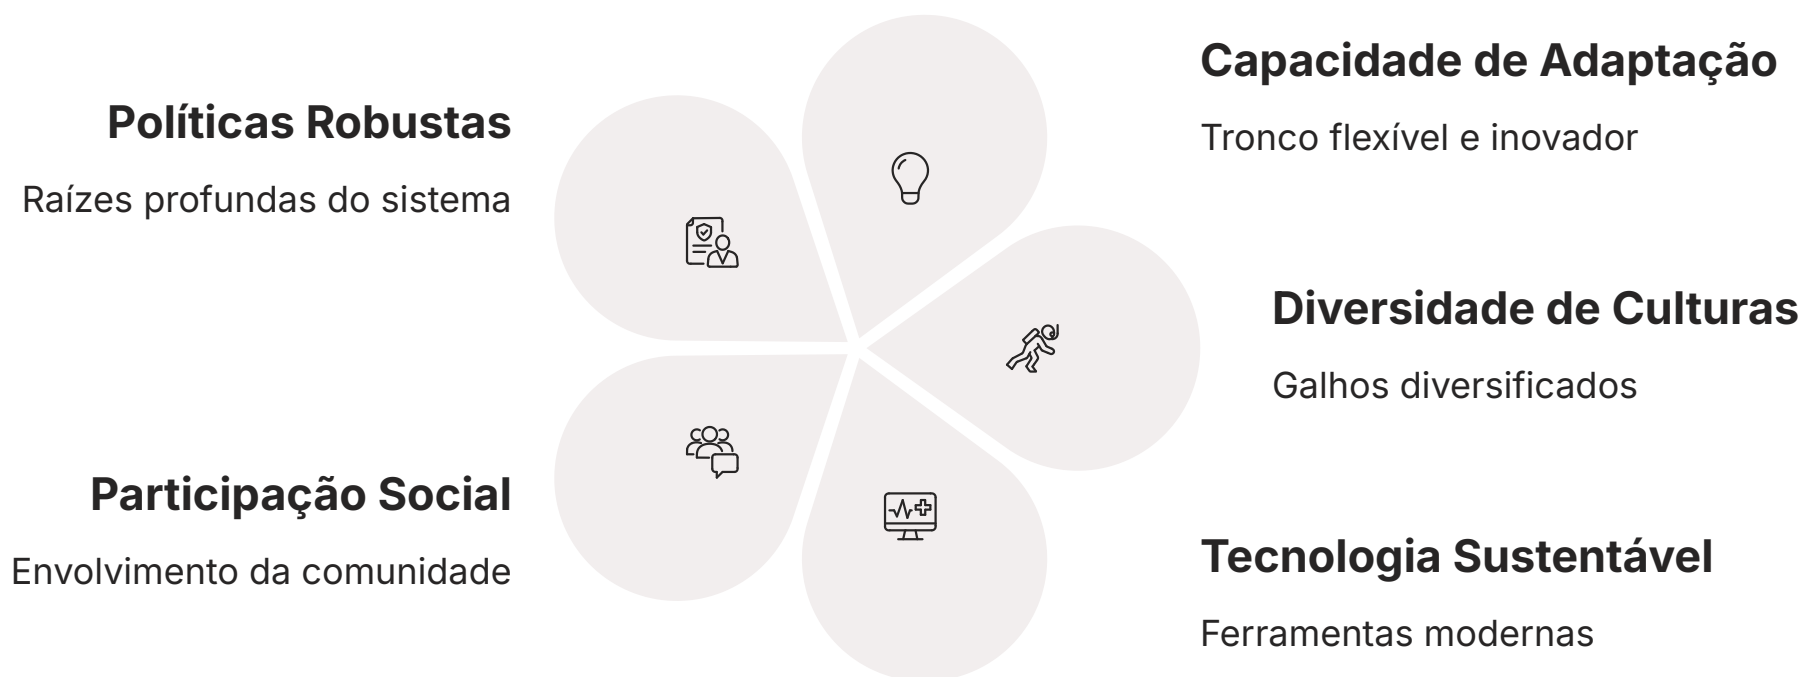 Políticas Robustas
Raízes profundas do sistema
Participação Social
Envolvimento da comunidade
Capacidade de Adaptação
Tronco flexível e inovador
Diversidade de Culturas
Galhos diversificados
Tecnologia Sustentável
Ferramentas modernas